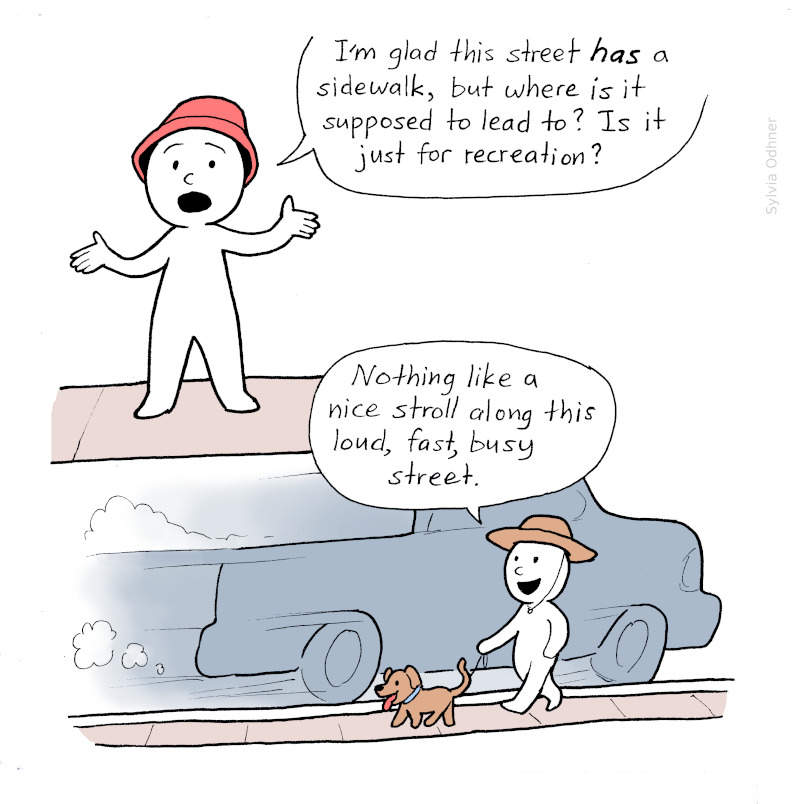 I'm glad this street has a
sidewalk, but where is it
supposed to lead to? Is it
just for recreation?
Nothing like a
nice stroll along this
loud, fast, busy
street.
Sylvia Odhner